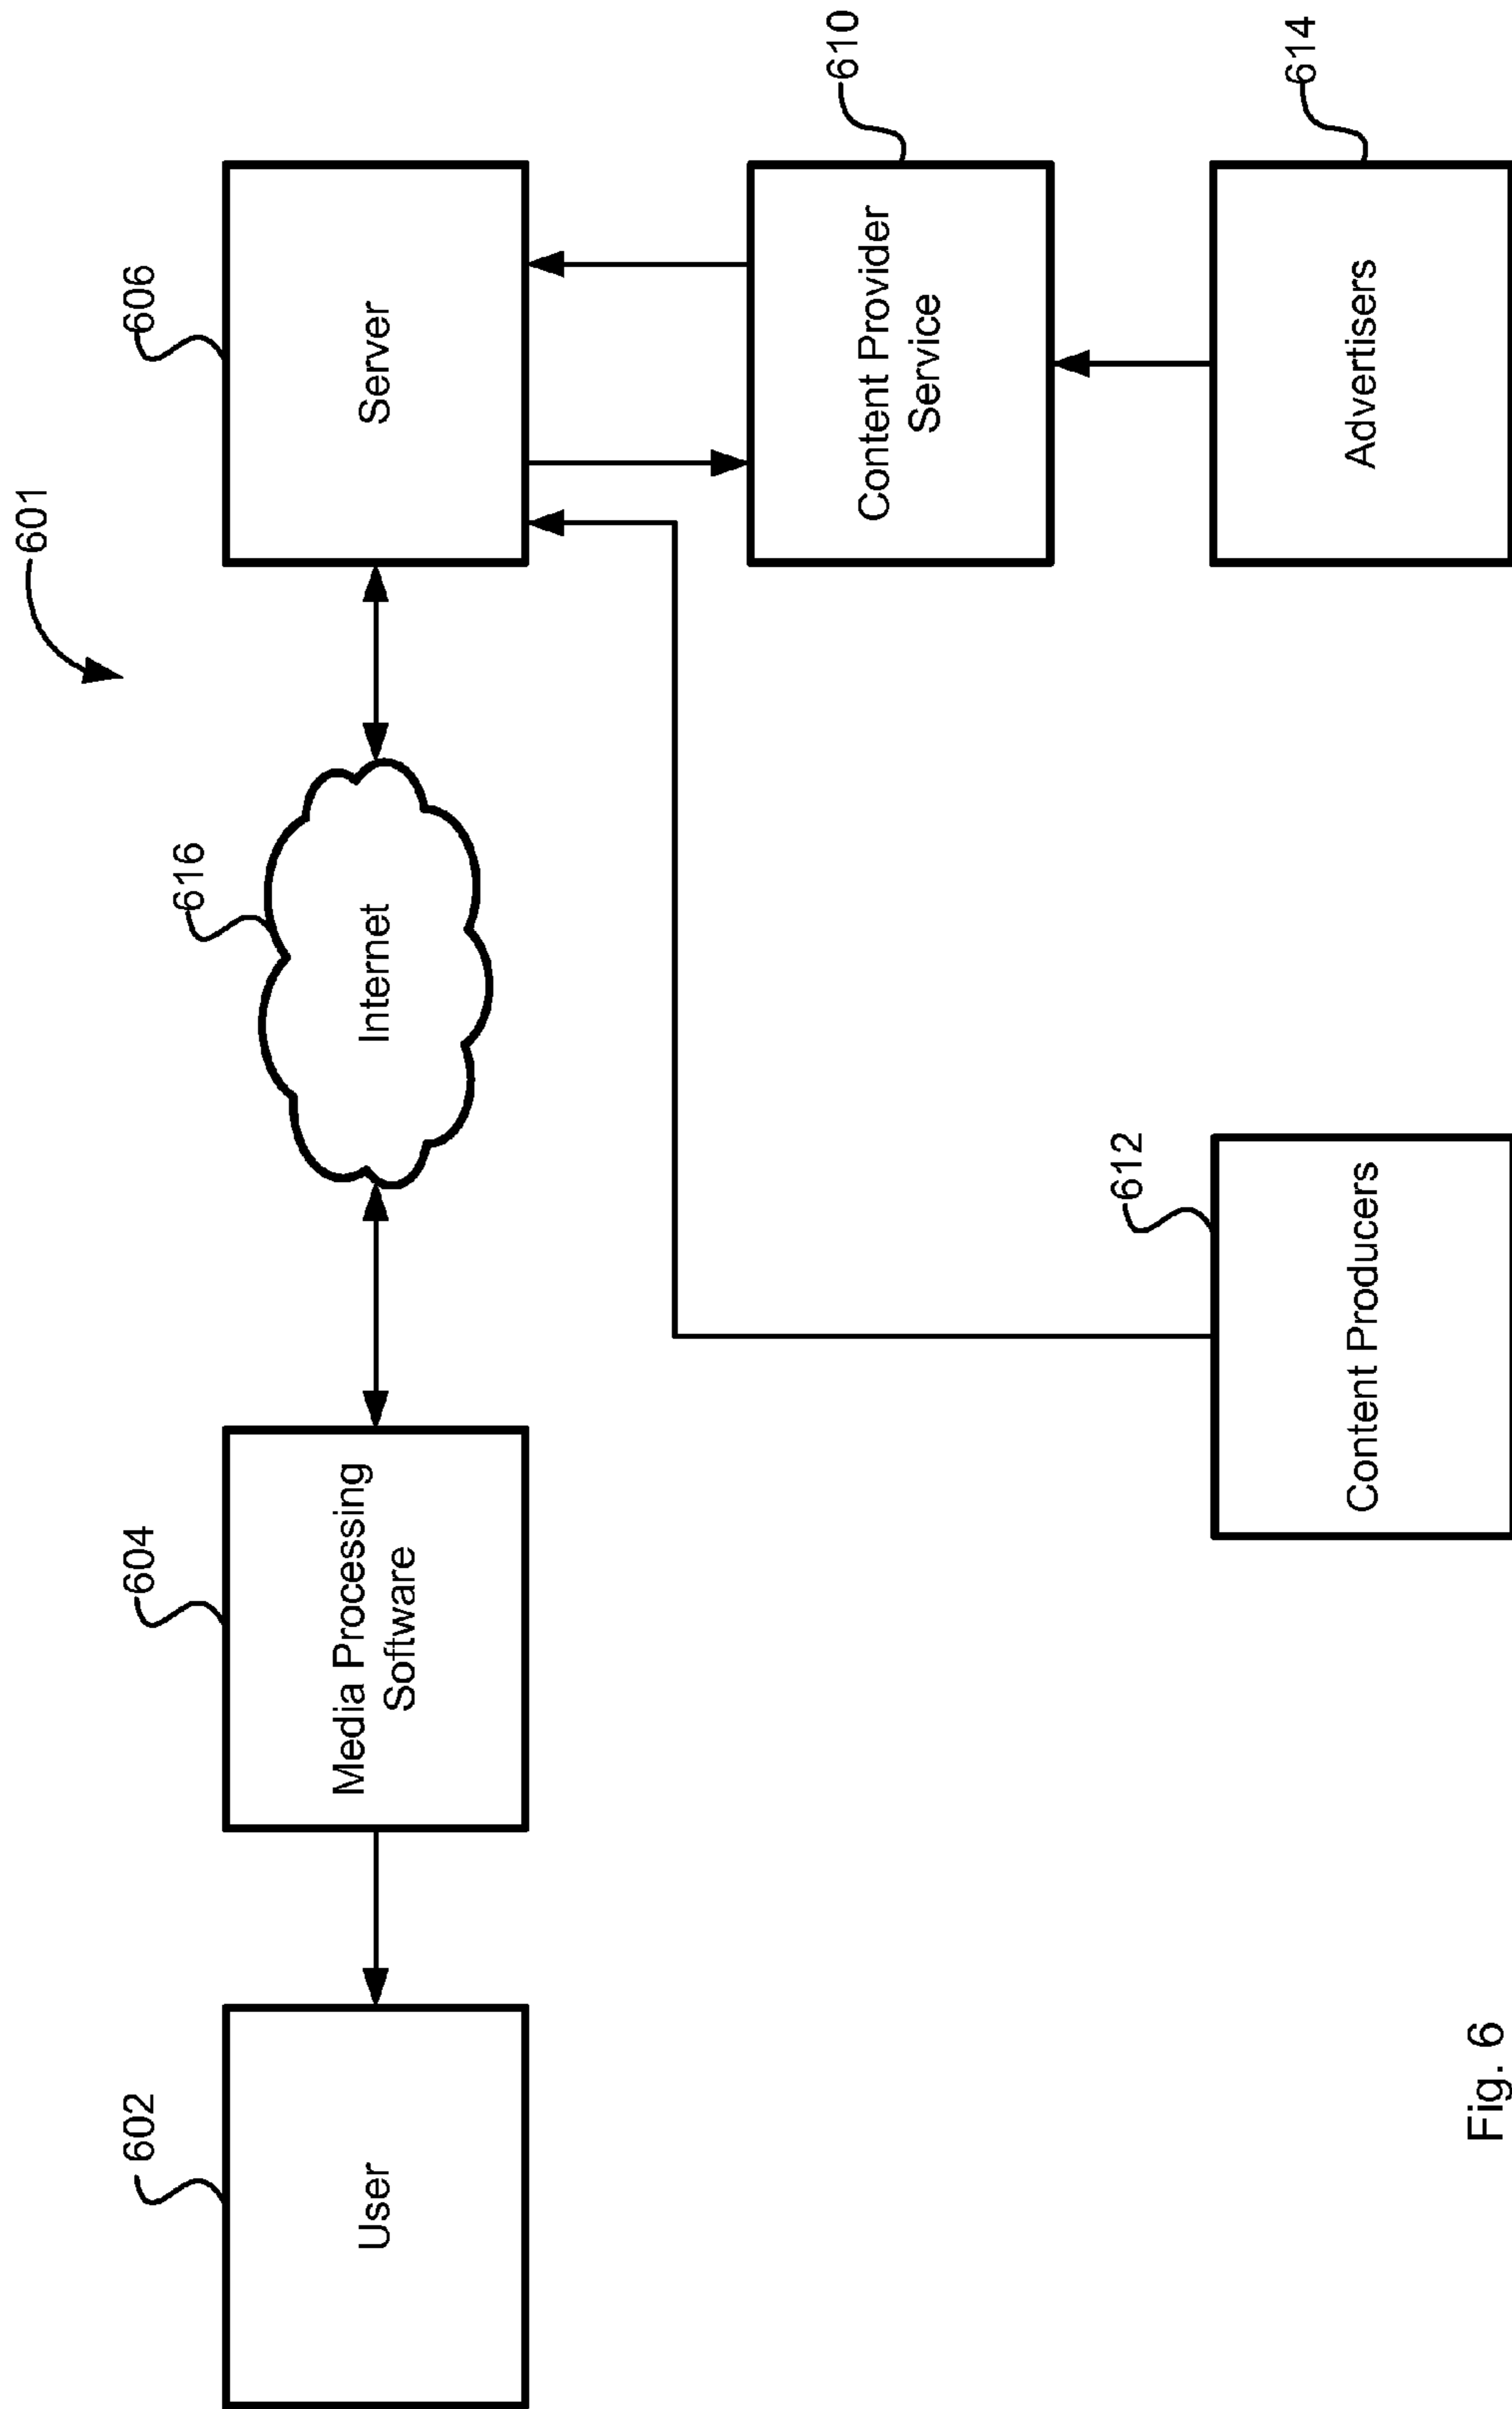 601
602
User
604
Media Processing
Software
616
Internet
606
Server
610
Content Provider
Service
612
Content Producers
614
Advertisers
Fig. 6